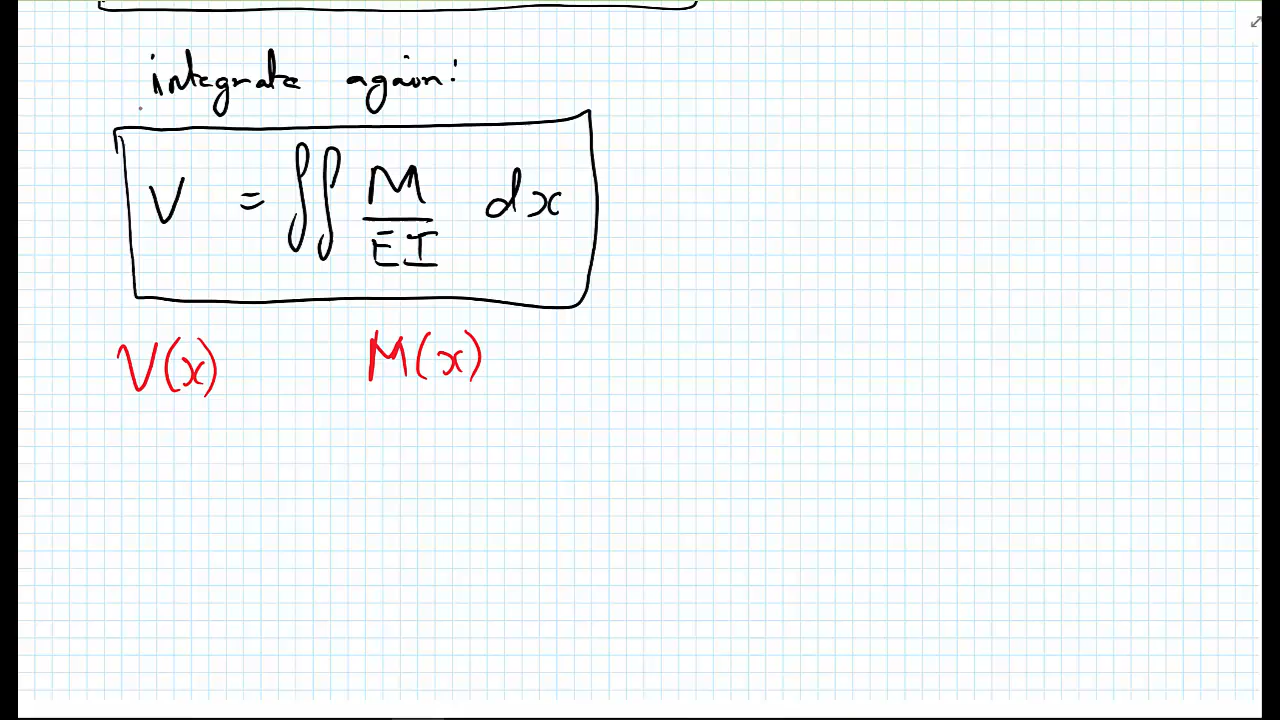 integrate again:
V = ∫∫ M/EI dx
V(x) M(x)